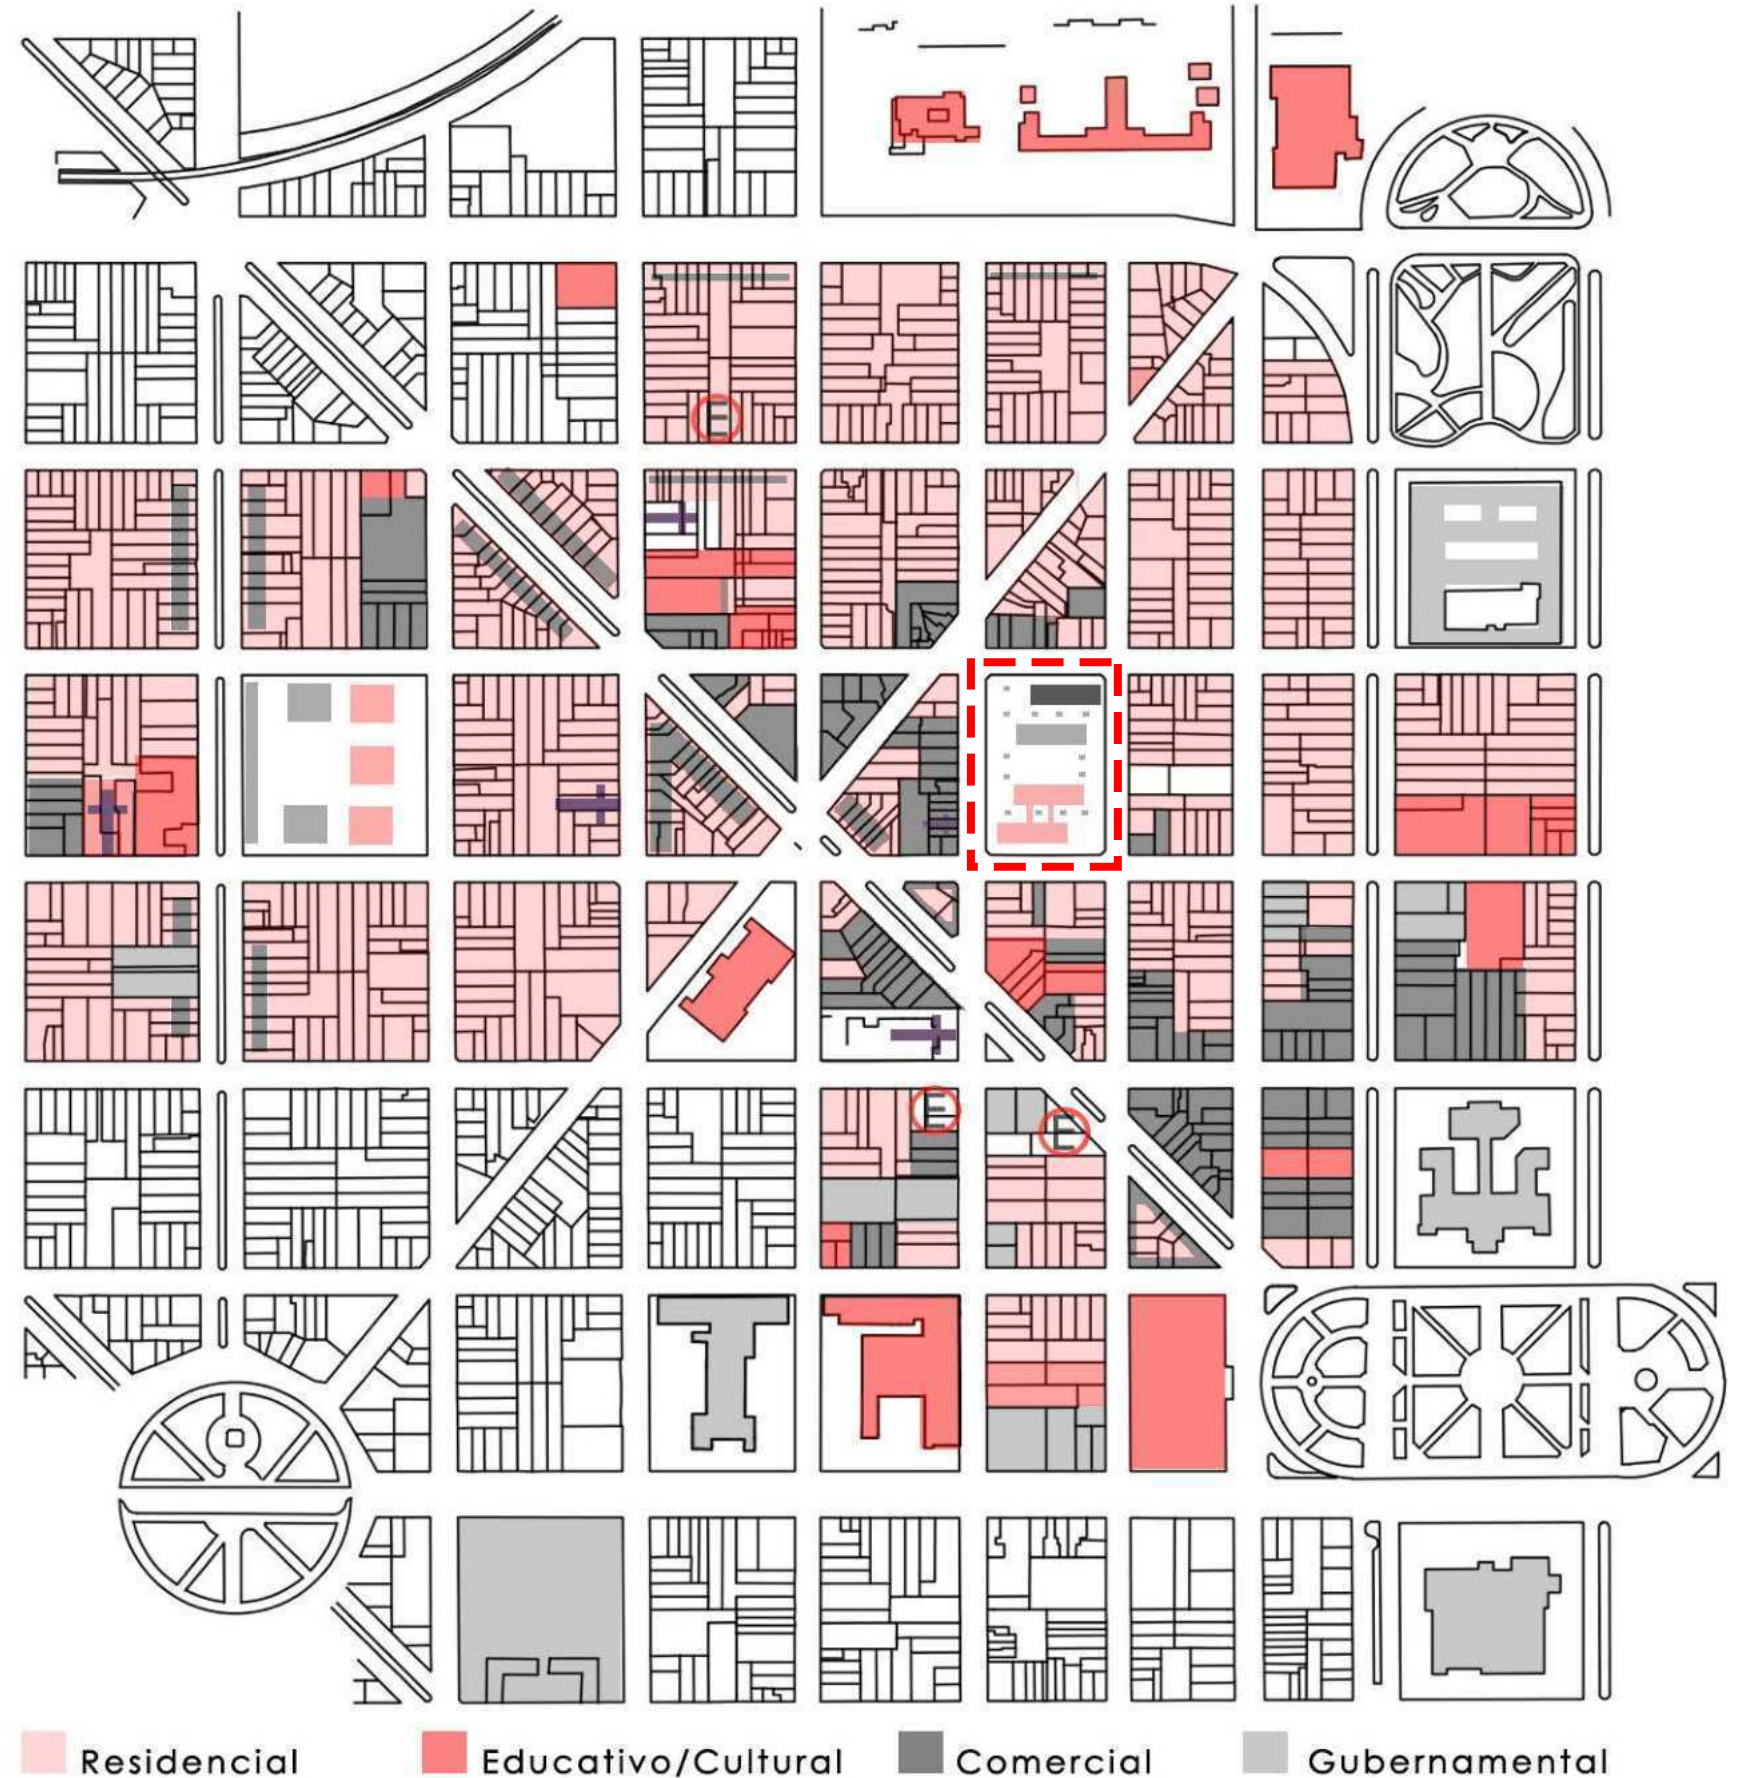 E
E
E
Residencial
Educativo/Cultural
Comercial
Gubernamental